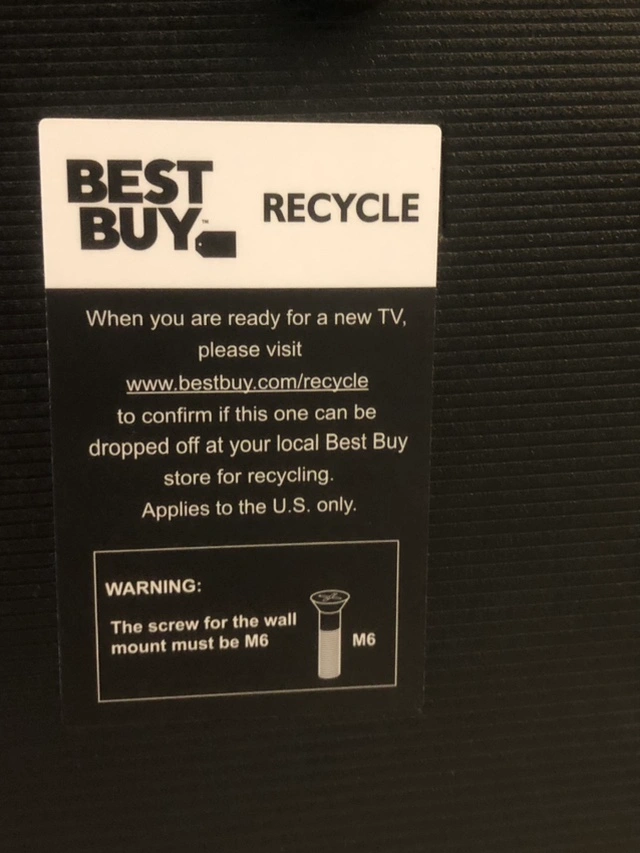 BEST
BUY™
RECYCLE
When you are ready for a new TV,
please visit
www.bestbuy.com/recycle
to confirm if this one can be
dropped off at your local Best Buy
store for recycling.
Applies to the U.S. only.
WARNING:
The screw for the wall
mount must be M6
M6